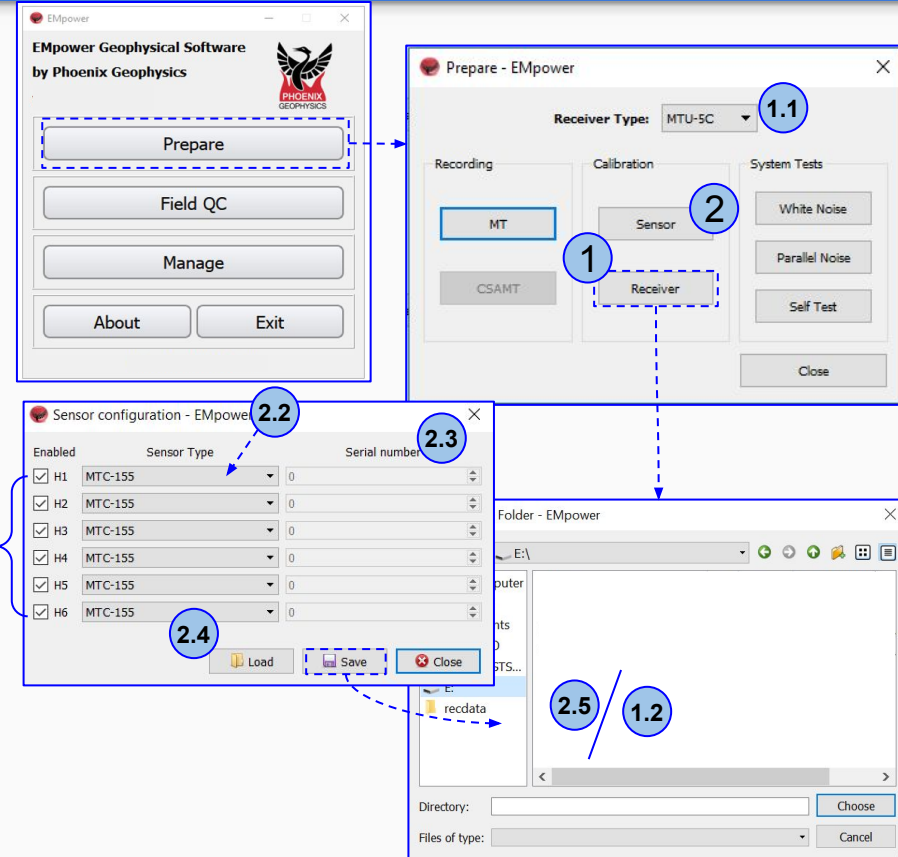 EMpower
EMpower Geophysical Software
by Phoenix Geophysics
PHOENIX
GEOPHYSICS
Prepare
Field QC
Manage
About Exit
Prepare - EMpower
Receiver Type: MTU-5C 1.1
Recording Calibration System Tests
MT Sensor 2 White Noise
1 Parallel Noise
CSAMT Receiver Self Test
Close
Sensor configuration - EMpower 2.2
2.3
Enabled Sensor Type Serial number
H1 MTC-155 0
H2 MTC-155 0
H3 MTC-155 0
H4 MTC-155 0
H5 MTC-155 0
H6 MTC-155 0
2.4
Load Save Close
Folder - EMpower
E:\
puter
nts
STS...
E:
recdata
2.5 / 1.2
Directory: Choose
Files of type: Cancel